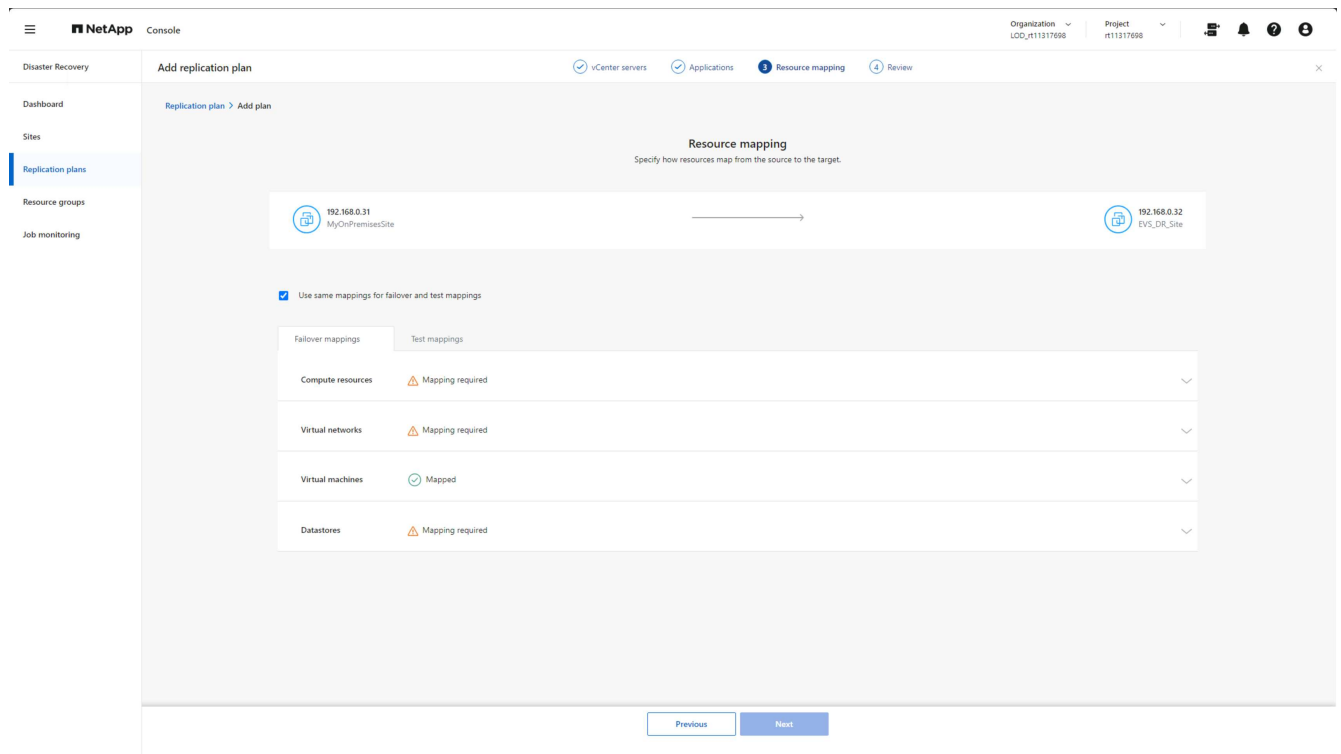 NetApp Console
Organization
LOD_rt11317698
Project
rt11317698
Disaster Recovery
Add replication plan
vCenter servers
Applications
3 Resource mapping
4 Review
Dashboard
Sites
Replication plans
Resource groups
Job monitoring
Replication plan > Add plan
Resource mapping
Specify how resources map from the source to the target.
192.168.0.31
MyOnPremisesSite
192.168.0.32
EVS_DR_Site
Use same mappings for failover and test mappings
Failover mappings
Test mappings
Compute resources Mapping required
Virtual networks Mapping required
Virtual machines Mapped
Datastores Mapping required
Previous
Next